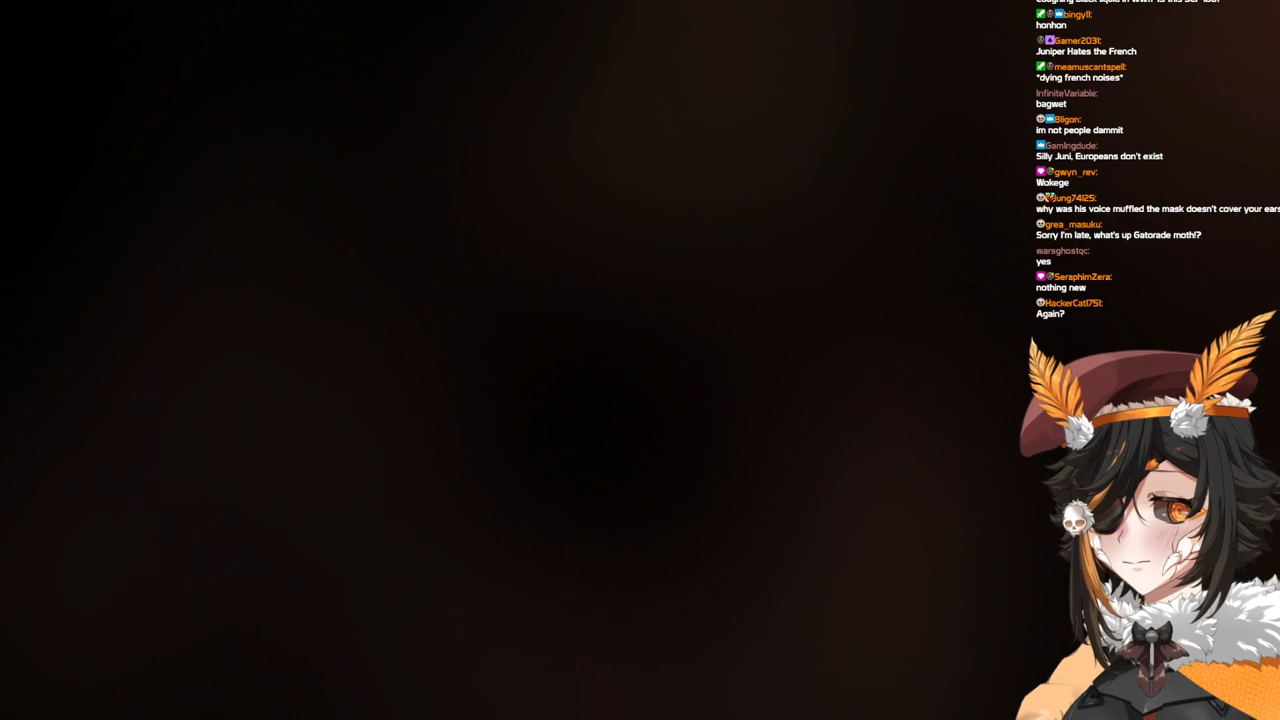 bingyll:
honhon
Gamer2031:
Juniper Hates the French
meamuscantspell:
*dying french noises*
InfiniteVariable:
bagwet
Bligon:
im not people dammit
GamIngdude:
Silly Juni, Europeans don't exist
gwyn_rev:
Wokege
Jung74125:
why was his voice muffled the mask doesn't cover your ears
grea_masuku:
Sorry I'm late, what's up Gatorade moth!?
warsghostqc:
yes
SeraphimZera:
nothing new
HackerCat1751:
Again?